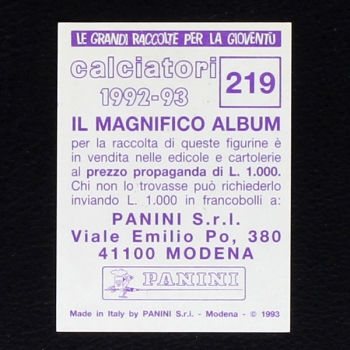 LE GRANDI RACCOLTE PER LA GIOVENTÙ
calciatori
1992-93
219
IL MAGNIFICO ALBUM
per la raccolta di queste figurine è
in vendita nelle edicole e cartolerie
al prezzo propaganda di L. 1.000.
Chi non lo trovasse può richiederlo
inviando L. 1.000 in francobolli a:
PANINI S.r.l.
Viale Emilio Po, 380
41100 MODENA
PANINI
Made in Italy by PANINI S.r.l. - Modena - © 1993